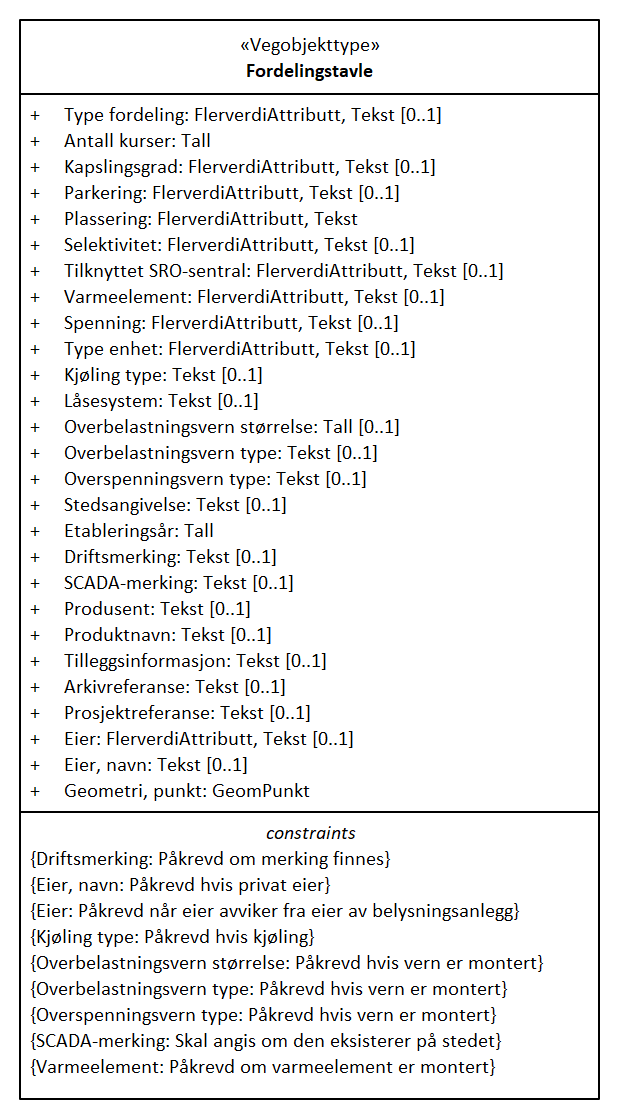 «Vegobjekttype»
Fordelingstavle
+ Type fordeling: FlerverdiAttributt, Tekst [0..1]
+ Antall kurser: Tall
+ Kapslingsgrad: FlerverdiAttributt, Tekst [0..1]
+ Parkering: FlerverdiAttributt, Tekst [0..1]
+ Plassering: FlerverdiAttributt, Tekst
+ Selektivitet: FlerverdiAttributt, Tekst [0..1]
+ Tilknyttet SRO-sentral: FlerverdiAttributt, Tekst [0..1]
+ Varmeelement: FlerverdiAttributt, Tekst [0..1]
+ Spenning: FlerverdiAttributt, Tekst [0..1]
+ Type enhet: FlerverdiAttributt, Tekst [0..1]
+ Kjøling type: Tekst [0..1]
+ Låsesystem: Tekst [0..1]
+ Overbelastningsvern størrelse: Tall [0..1]
+ Overbelastningsvern type: Tekst [0..1]
+ Overspenningsvern type: Tekst [0..1]
+ Stedsangivelse: Tekst [0..1]
+ Etableringsår: Tall
+ Driftsmerking: Tekst [0..1]
+ SCADA-merking: Tekst [0..1]
+ Produsent: Tekst [0..1]
+ Produktnavn: Tekst [0..1]
+ Tilleggsinformasjon: Tekst [0..1]
+ Arkivreferanse: Tekst [0..1]
+ Prosjektreferanse: Tekst [0..1]
+ Eier: FlerverdiAttributt, Tekst [0..1]
+ Eier, navn: Tekst [0..1]
+ Geometri, punkt: GeomPunkt
constraints
{Driftsmerking: Påkrevd om merking finnes}
{Eier, navn: Påkrevd hvis privat eier}
{Eier: Påkrevd når eier avviker fra eier av belysningsanlegg}
{Kjøling type: Påkrevd hvis kjøling}
{Overbelastningsvern størrelse: Påkrevd hvis vern er montert}
{Overbelastningsvern type: Påkrevd hvis vern er montert}
{Overspenningsvern type: Påkrevd hvis vern er montert}
{SCADA-merking: Skal angis om den eksisterer på stedet}
{Varmeelement: Påkrevd om varmeelement er montert}